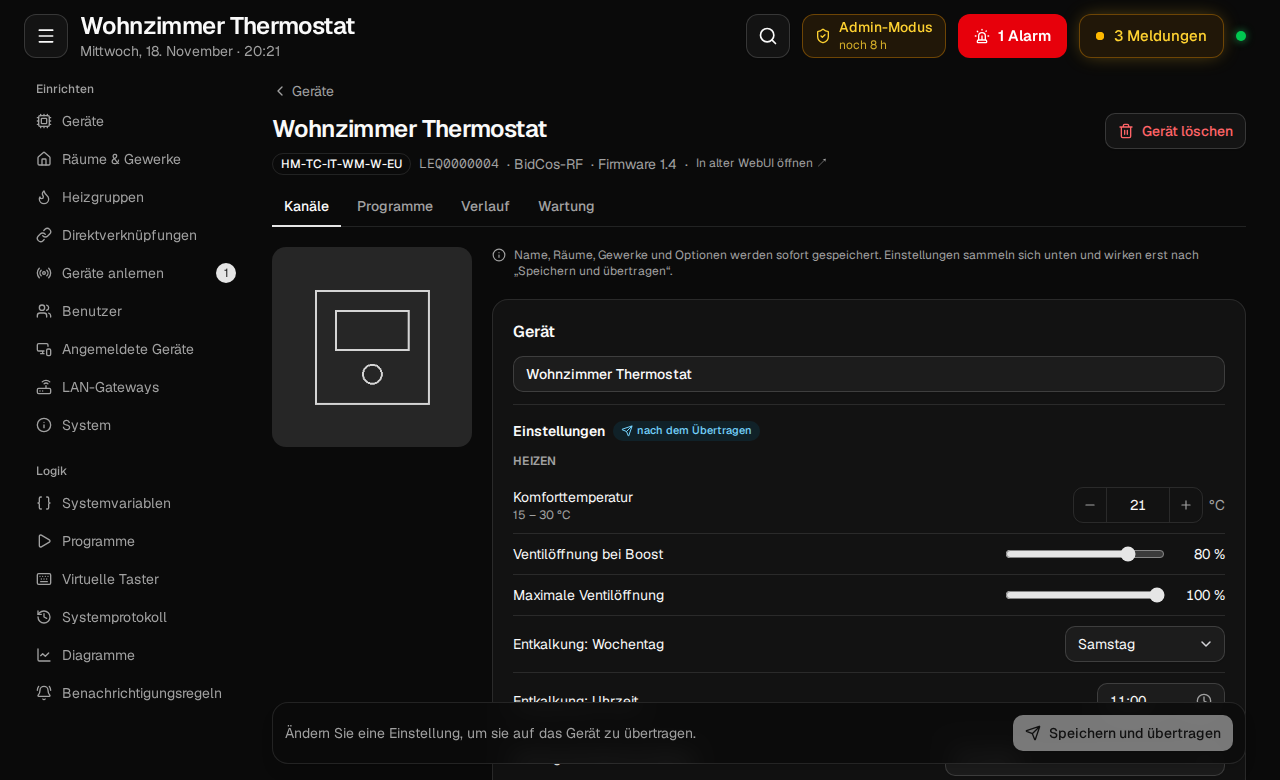 Wohnzimmer Thermostat
Mittwoch, 18. November · 20:21
Admin-Modus
noch 8 h
1 Alarm
3 Meldungen
Einrichten
Geräte
Räume & Gewerke
Heizgruppen
Direktverknüpfungen
Geräte anlernen
1
Benutzer
Angemeldete Geräte
LAN-Gateways
System
Logik
Systemvariablen
Programme
Virtuelle Taster
Systemprotokoll
Diagramme
Benachrichtigungsregeln
Geräte
Wohnzimmer Thermostat
Gerät löschen
HM-TC-IT-WM-W-EU LEQ0000004 · BidCos-RF · Firmware 1.4 · In alter WebUI öffnen ↗
Kanäle Programme Verlauf Wartung
Name, Räume, Gewerke und Optionen werden sofort gespeichert. Einstellungen sammeln sich unten und wirken erst nach
„Speichern und übertragen“.
Gerät
Wohnzimmer Thermostat
Einstellungen nach dem Übertragen
HEIZEN
Komforttemperatur
15 – 30 °C
− 21 + °C
Ventilöffnung bei Boost 80 %
Maximale Ventilöffnung 100 %
Entkalkung: Wochentag Samstag
Entkalkung: Uhrzeit 11:00
Ändern Sie eine Einstellung, um sie auf das Gerät zu übertragen.
Speichern und übertragen